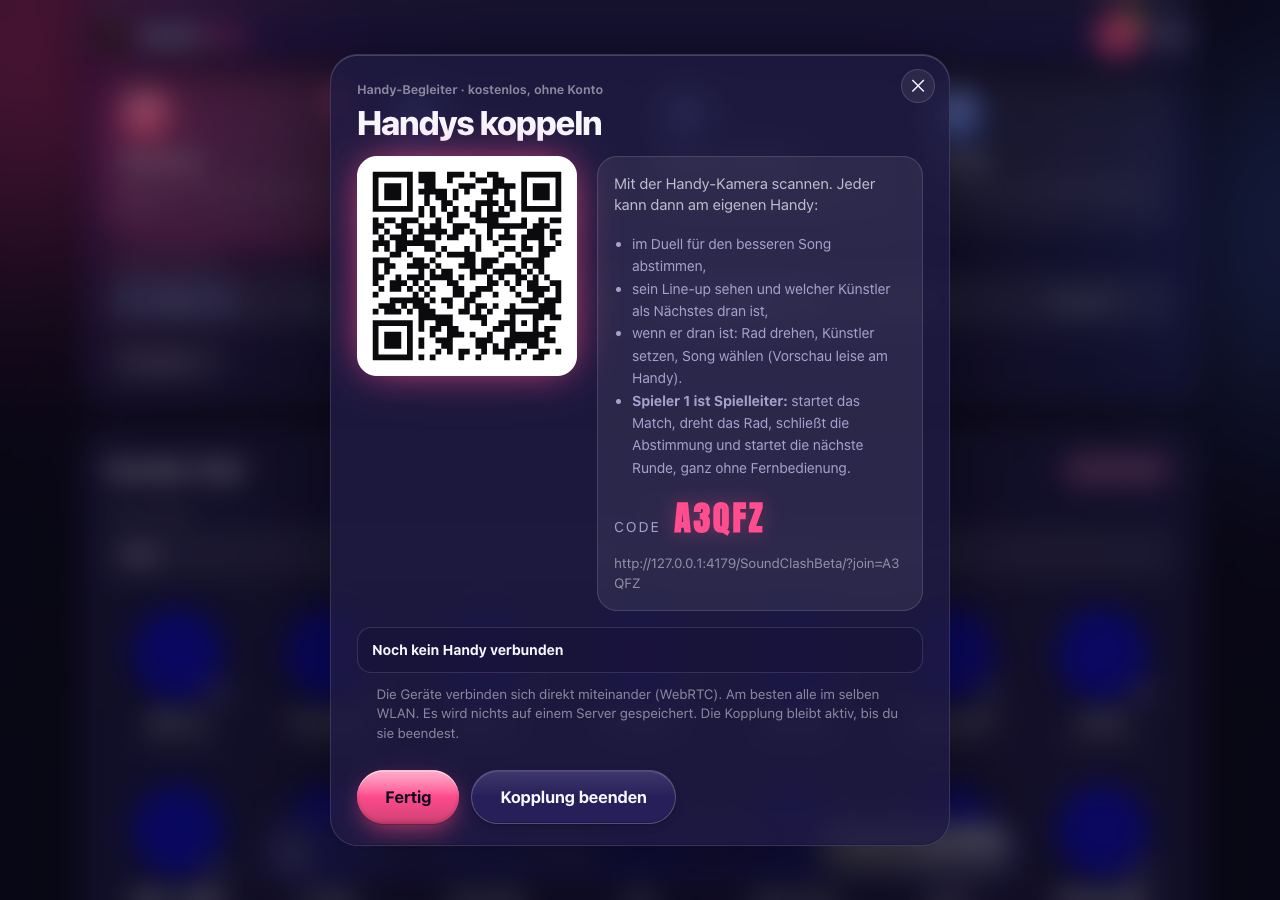 Handy-Begleiter · kostenlos, ohne Konto
Handys koppeln
Mit der Handy-Kamera scannen. Jeder
kann dann am eigenen Handy:
• im Duell für den besseren Song
abstimmen,
• sein Line-up sehen und welcher Künstler
als Nächstes dran ist,
• wenn er dran ist: Rad drehen, Künstler
setzen, Song wählen (Vorschau leise am
Handy).
• Spieler 1 ist Spielleiter: startet das
Match, dreht das Rad, schließt die
Abstimmung und startet die nächste
Runde, ganz ohne Fernbedienung.
CODE A3QFZ
http://127.0.0.1:4179/SoundClashBeta/?join=A3
QFZ
Noch kein Handy verbunden
Die Geräte verbinden sich direkt miteinander (WebRTC). Am besten alle im selben
WLAN. Es wird nichts auf einem Server gespeichert. Die Kopplung bleibt aktiv, bis du
sie beendest.
Fertig
Kopplung beenden